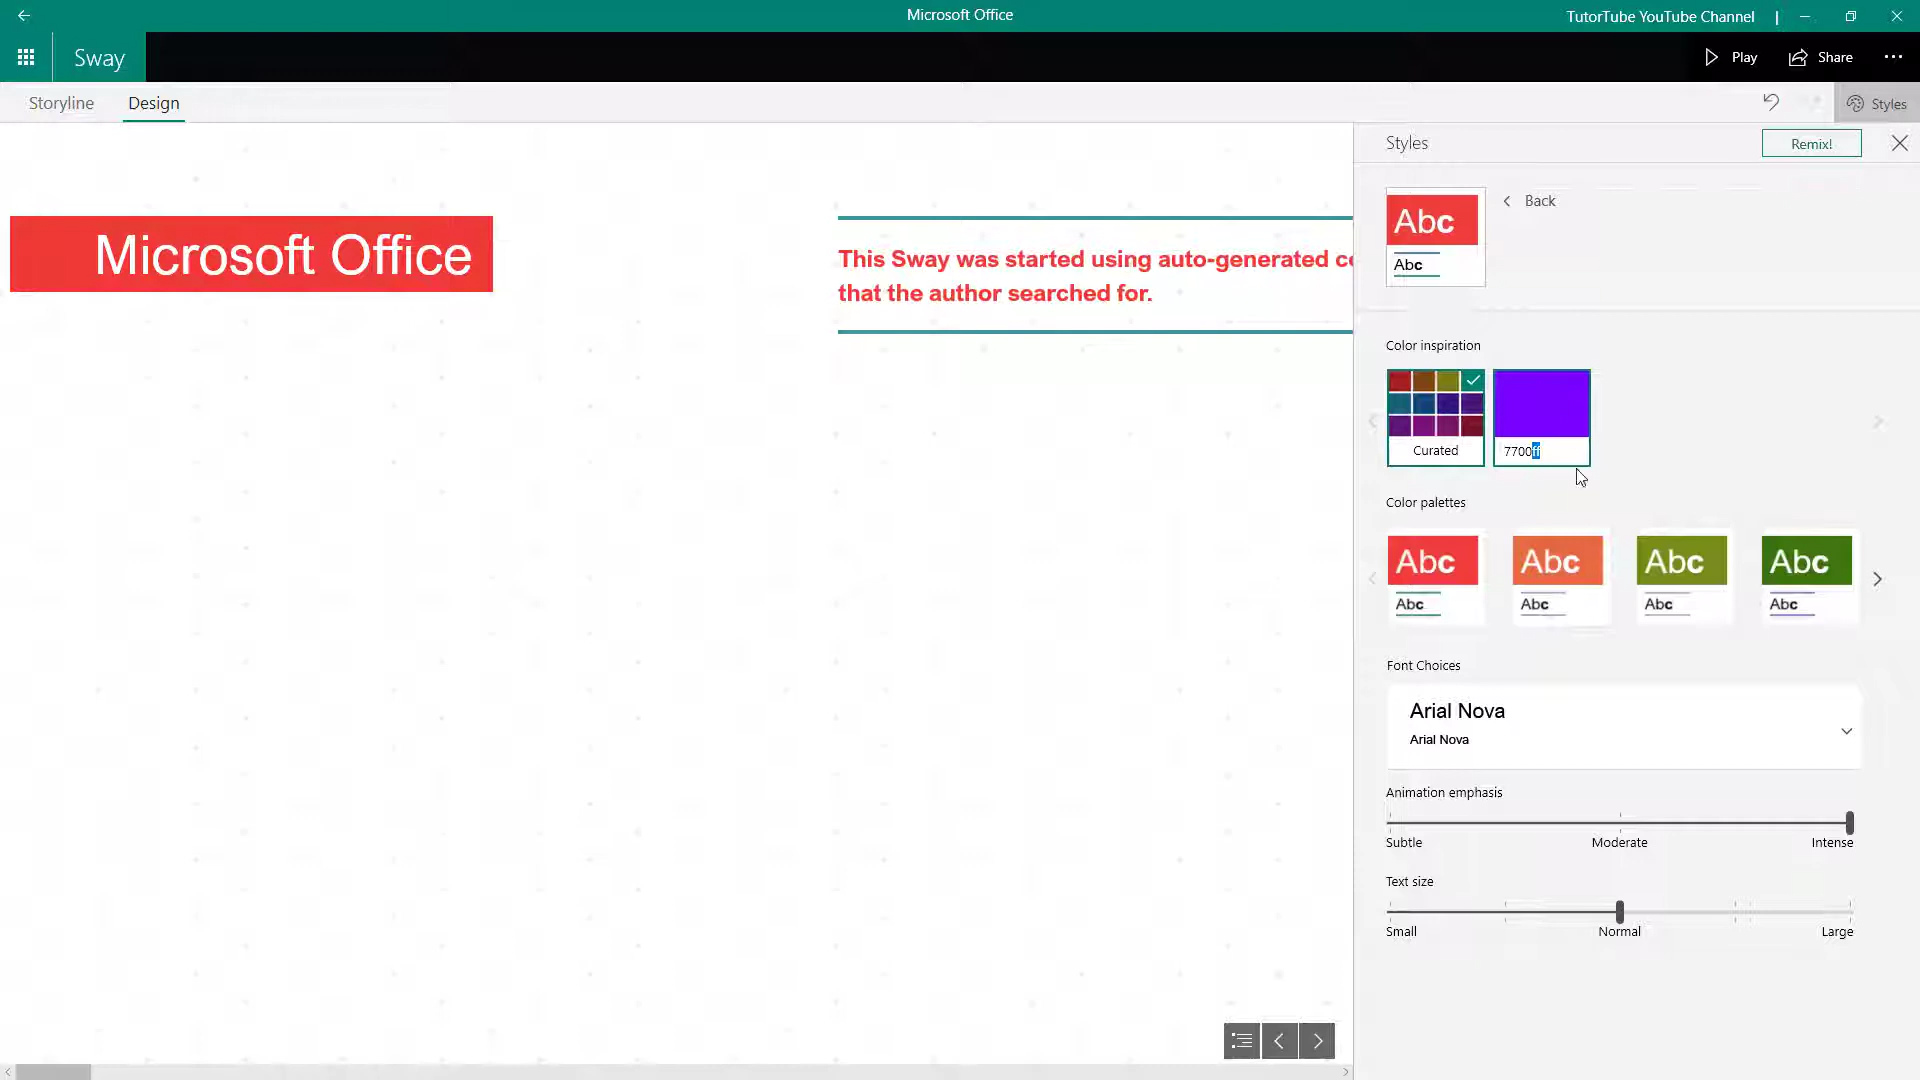 Microsoft Office
TutorTube YouTube Channel
Sway
Play
Share
Storyline
Design
Styles
Microsoft Office
This Sway was started using auto-generated
that the author searched for.
Styles
Remix!
Abc
Abc
Back
Color inspiration
Curated
7700ff
Color palettes
Abc
Abc
Abc
Abc
Abc
Abc
Abc
Abc
Font Choices
Arial Nova
Arial Nova
Animation emphasis
Subtle
Moderate
Intense
Text size
Small
Normal
Large